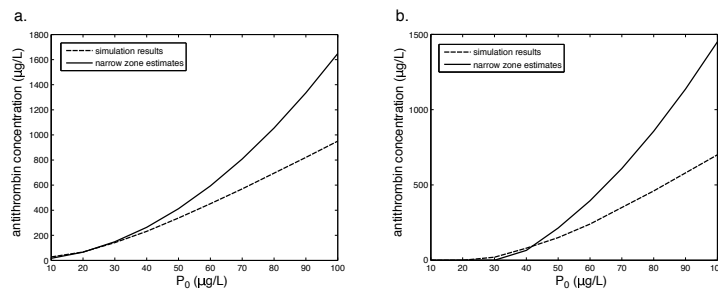 a.
antithrombin concentration (µg/L)
1800
1600
1400
1200
1000
800
600
400
200
0
simulation results
narrow zone estimates
10 20 30 40 50 60 70 80 90 100
P0 (µg/L)
b.
antithrombin concentration (µg/L)
1500
1000
500
0
simulation results
narrow zone estimates
10 20 30 40 50 60 70 80 90 100
P0 (µg/L)